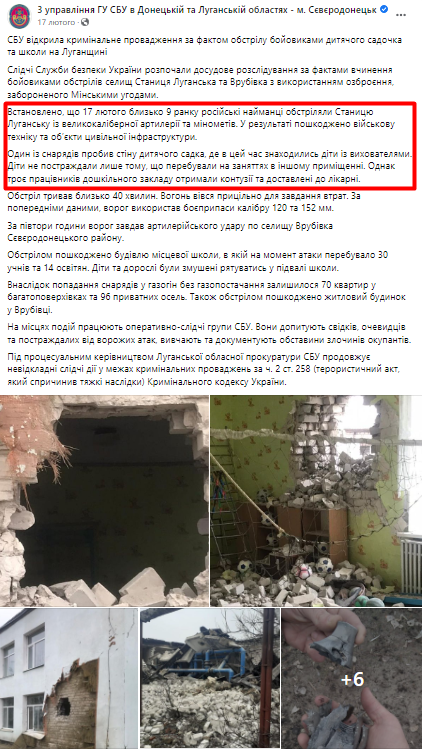 3 управління ГУ СБУ в Донецькій та Луганській областях - м. Сєвєродонецьк
17 лютого ·
СБУ відкрила кримінальне провадження за фактом обстрілу бойовиками дитячого садочка
та школи на Луганщині
Слідчі Служби безпеки України розпочали досудове розслідування за фактами вчинення
бойовиками обстрілів селищ Станиця Луганська та Врубівка з використанням озброєння,
забороненого Мінськими угодами.
Встановлено, що 17 лютого близько 9 ранку російські найманці обстріляли Станицю
Луганську із великокаліберної артилерії та мінометів. У результаті пошкоджено військову
техніку та об'єкти цивільної інфраструктури.
Один із снарядів пробив стіну дитячого садка, де в цей час знаходились діти із вихователями.
Діти не постраждали лише тому, що перебували на заняттях в іншому приміщенні. Однак
троє працівників дошкільного закладу отримали контузії та доставлені до лікарні.
Обстріл тривав близько 40 хвилин. Вогонь вівся прицільно для завдання втрат. За
попередніми даними, ворог використав боєприпаси калібру 120 та 152 мм.
За півтори години ворог завдав артилерійського удару по селищу Врубівка
Сєвєродонецького району.
Обстрілом пошкоджено будівлю місцевої школи, в якій на момент атаки перебувало 30
учнів та 14 освітян. Діти та дорослі були змушені рятуватись у підвалі школи.
Внаслідок попадання снарядів у газогін без газопостачання залишилося 70 квартир у
багатоповерхівках та 96 приватних осель. Також обстрілом пошкоджено житловий будинок
у Врубівці.
На місцях подій працюють оперативно-слідчі групи СБУ. Вони допитують свідків, очевидців
та постраждалих від ворожих атак, вивчають та документують обставини злочинів окупантів.
Під процесуальним керівництвом Луганської обласної прокуратури СБУ продовжує
невідкладні слідчі дії у межах кримінальних проваджень за ч. 2 ст. 258 (терористичний акт,
який спричинив тяжкі наслідки) Кримінального кодексу України.
+6